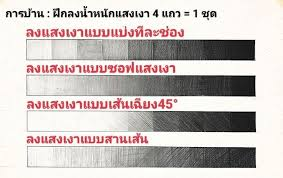 การบ้าน : ฝึกลงน้ำหนักแสงเงา 4 แถว = 1 ชุด
ลงแสงเงาแบบแบ่งทีละช่อง
ลงแสงเงาแบบซอฟแสงเงา
ลงแสงเงาแบบเส้นเฉียง45°
ลงแสงเงาแบบสานเส้น